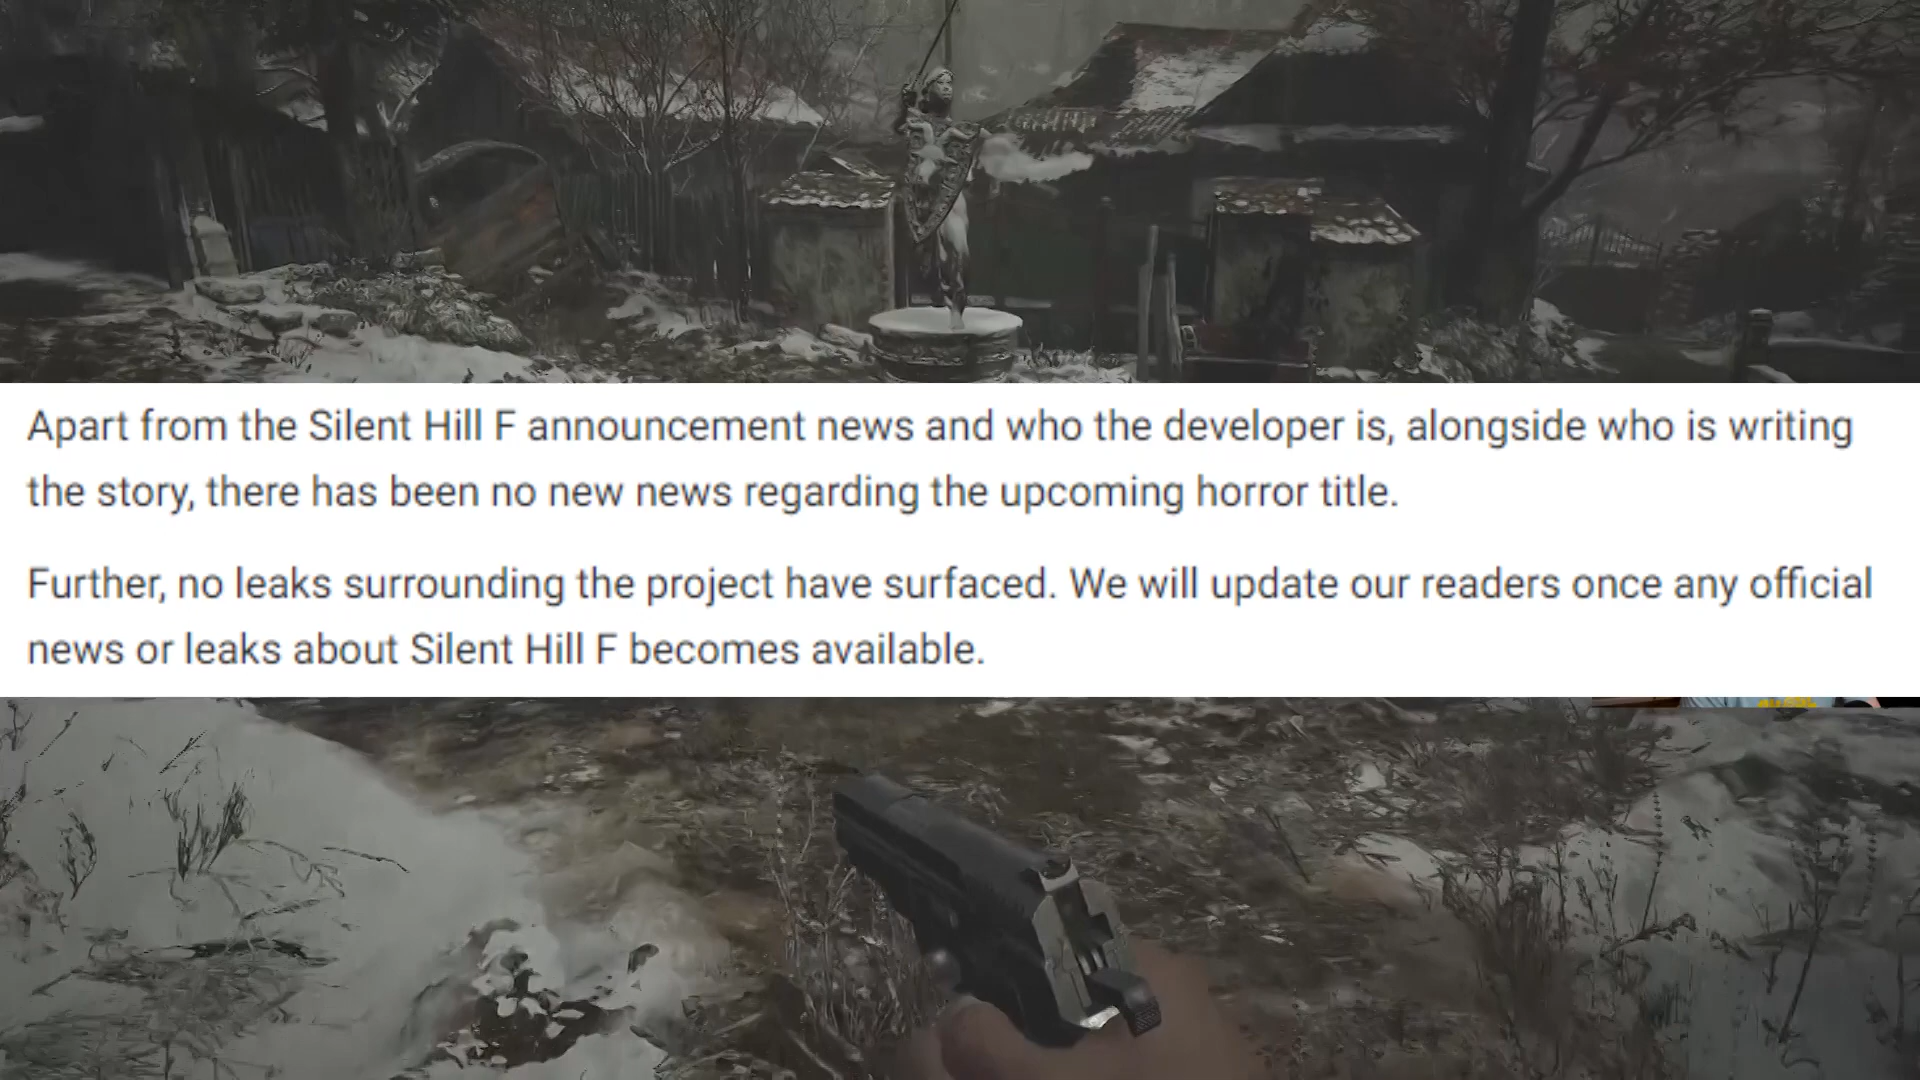 Apart from the Silent Hill F announcement news and who the developer is, alongside who is writing
the story, there has been no new news regarding the upcoming horror title.
Further, no leaks surrounding the project have surfaced. We will update our readers once any official
news or leaks about Silent Hill F becomes available.